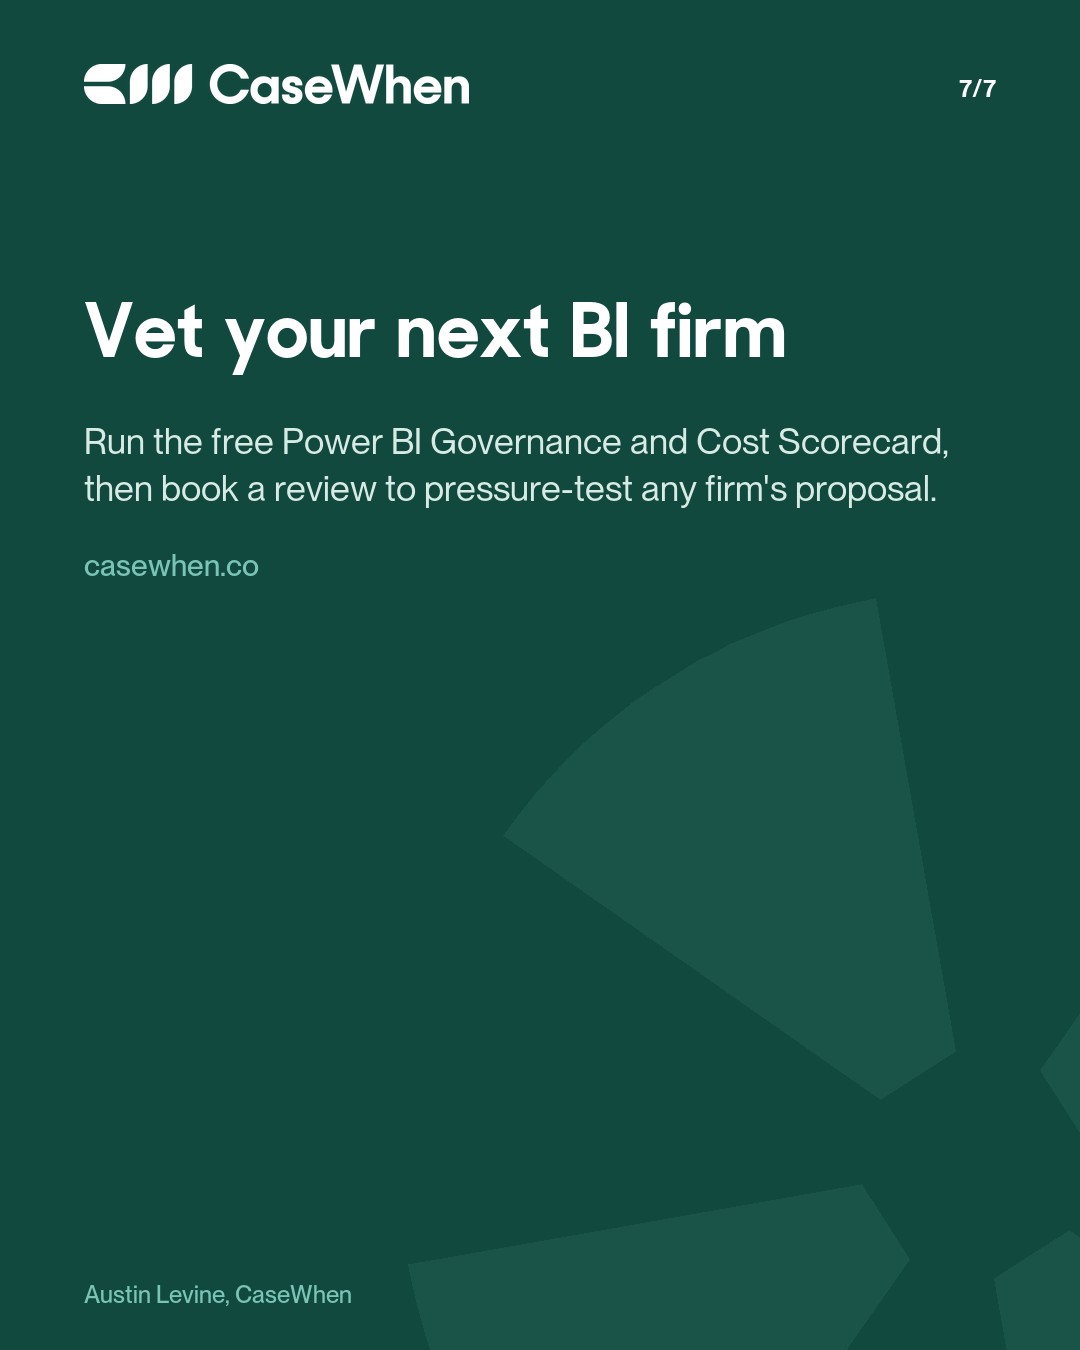 CaseWhen
7/7
Vet your next BI firm
Run the free Power BI Governance and Cost Scorecard,
then book a review to pressure-test any firm's proposal.
casewhen.co
Austin Levine, CaseWhen